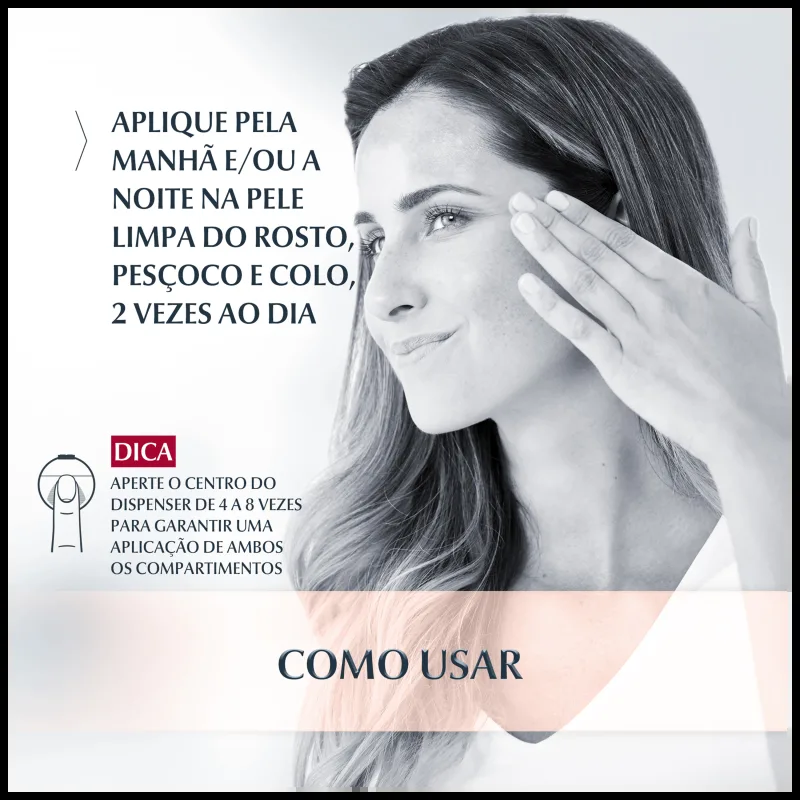 APLIQUE PELA
MANHÃ E/OU A
NOITE NA PELE
LIMPA DO ROSTO,
PESÇOCO E COLO,
2 VEZES AO DIA
DICA
APERTE O CENTRO DO
DISPENSER DE 4 A 8 VEZES
PARA GARANTIR UMA
APLICAÇÃO DE AMBOS
OS COMPARTIMENTOS
COMO USAR